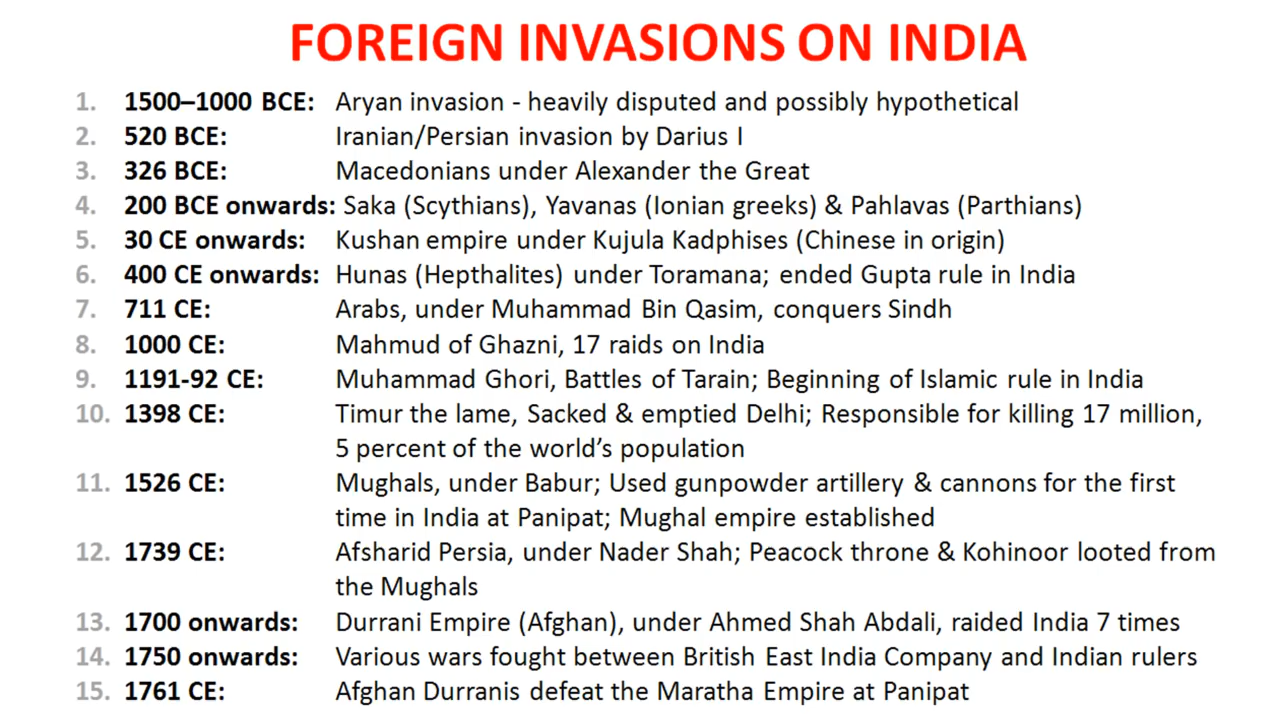 FOREIGN INVASIONS ON INDIA
1. 1500–1000 BCE: Aryan invasion - heavily disputed and possibly hypothetical
2. 520 BCE: Iranian/Persian invasion by Darius I
3. 326 BCE: Macedonians under Alexander the Great
4. 200 BCE onwards: Saka (Scythians), Yavanas (Ionian greeks) & Pahlavas (Parthians)
5. 30 CE onwards: Kushan empire under Kujula Kadphises (Chinese in origin)
6. 400 CE onwards: Hunas (Hepthalites) under Toramana; ended Gupta rule in India
7. 711 CE: Arabs, under Muhammad Bin Qasim, conquers Sindh
8. 1000 CE: Mahmud of Ghazni, 17 raids on India
9. 1191-92 CE: Muhammad Ghori, Battles of Tarain; Beginning of Islamic rule in India
10. 1398 CE: Timur the lame, Sacked & emptied Delhi; Responsible for killing 17 million,
5 percent of the world’s population
11. 1526 CE: Mughals, under Babur; Used gunpowder artillery & cannons for the first
time in India at Panipat; Mughal empire established
12. 1739 CE: Afsharid Persia, under Nader Shah; Peacock throne & Kohinoor looted from
the Mughals
13. 1700 onwards: Durrani Empire (Afghan), under Ahmed Shah Abdali, raided India 7 times
14. 1750 onwards: Various wars fought between British East India Company and Indian rulers
15. 1761 CE: Afghan Durranis defeat the Maratha Empire at Panipat